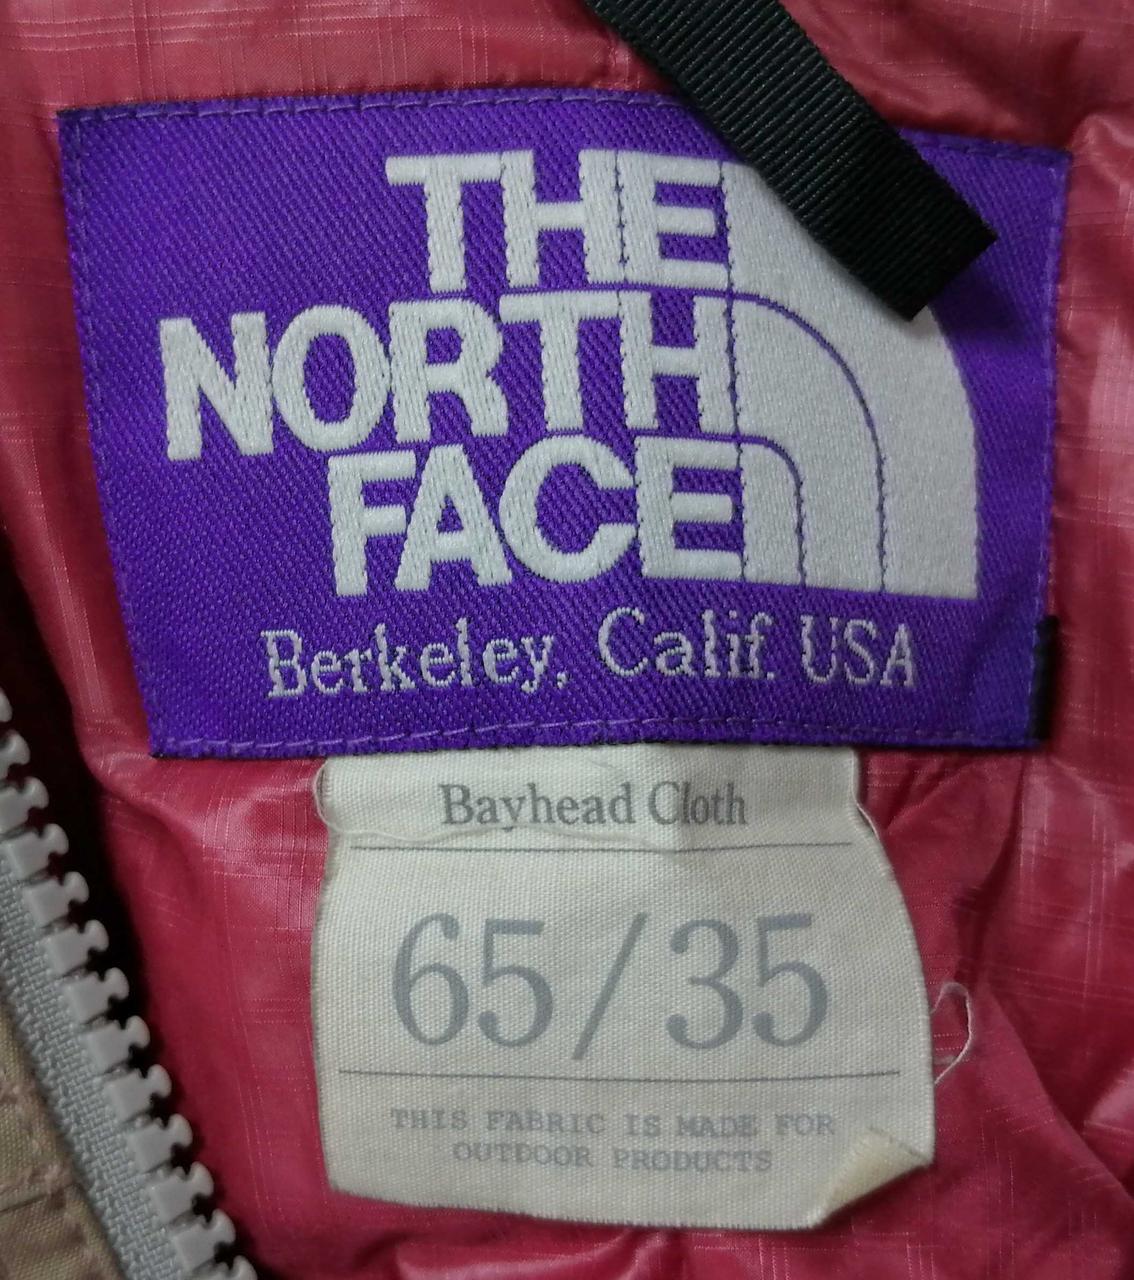 THE
NORTH
FACE
Berkeley, Calif. USA
Bayhead Cloth
65/35
THIS FABRIC IS MADE FOR
OUTDOOR PRODUCTS